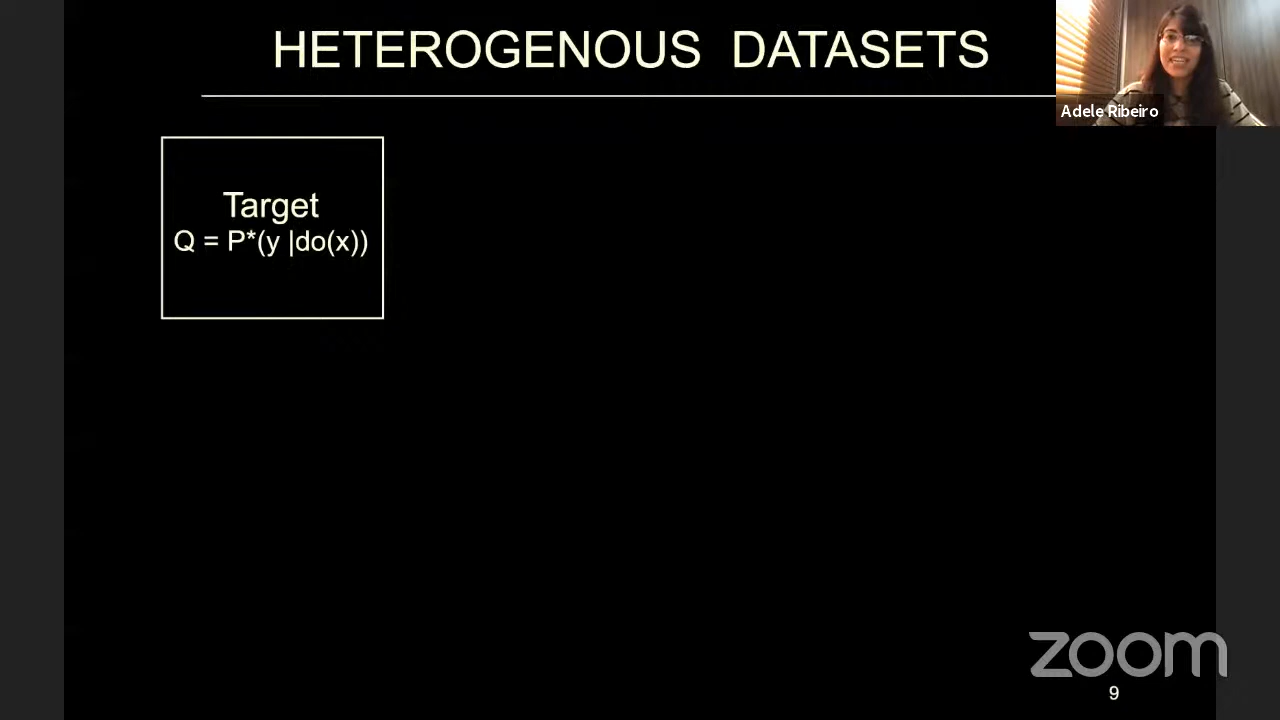 HETEROGENOUS DATASETS
Adele Ribeiro
Target
Q = P*(y |do(x))
zoom
9